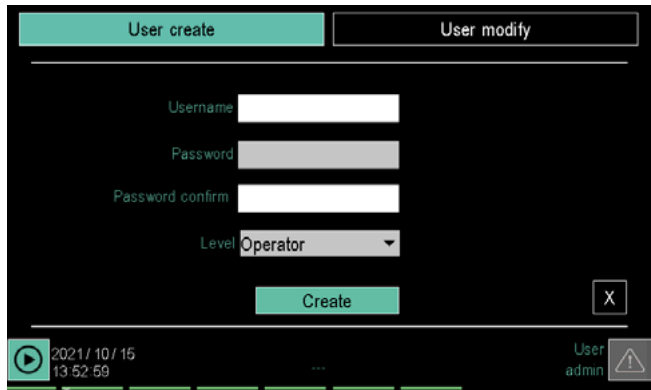 User create
User modify
Username
Password
Password confirm
Level Operator
Create
X
2021/10/15
13:52:59
---
User
admin